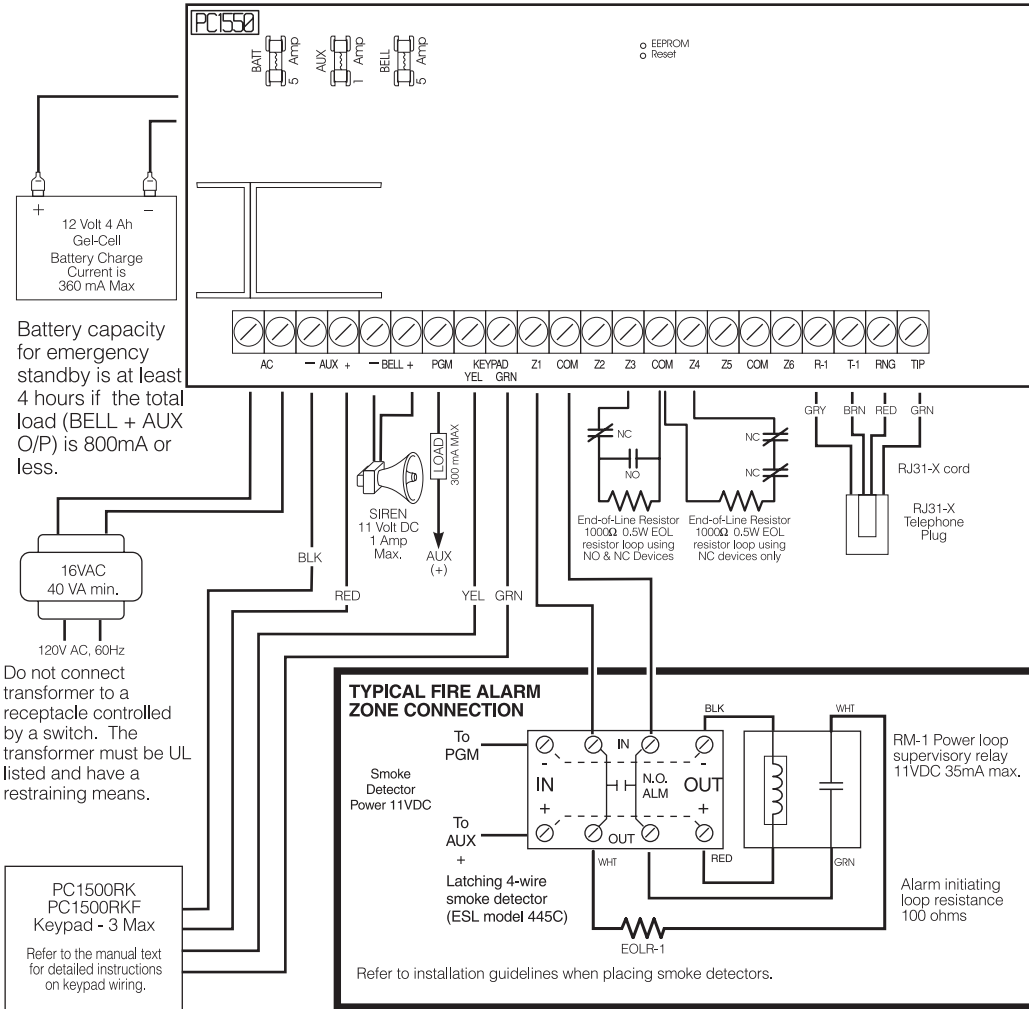 PC1550
BATT
5 Amp
AUX
1 Amp
BELL
5 Amp
EEPROM
Reset
+ −
12 Volt 4 Ah
Gel-Cell
Battery Charge
Current is
360 mA Max
Battery capacity
for emergency
standby is at least
4 hours if the total
load (BELL + AUX
O/P) is 800mA or
less.
AC − AUX + − BELL + PGM KEYPAD Z1 COM Z2 Z3 COM Z4 Z5 COM Z6 R-1 T-1 RNG TIP
YEL GRN
GRY BRN RED GRN
RJ31-X cord
RJ31-X
Telephone
Plug
LOAD
300 mA MAX
AUX
(+)
SIREN
11 Volt DC
1 Amp
Max.
NC
NO
End-of-Line Resistor
1000Ω 0.5W EOL
resistor loop using
NO & NC Devices
NC
NC
End-of-Line Resistor
1000Ω 0.5W EOL
resistor loop using
NC devices only
BLK
RED
YEL GRN
16VAC
40 VA min.
120V AC, 60Hz
Do not connect
transformer to a
receptacle controlled
by a switch. The
transformer must be UL
listed and have a
restraining means.
PC1500RK
PC1500RKF
Keypad - 3 Max
Refer to the manual text
for detailed instructions
on keypad wiring.
TYPICAL FIRE ALARM
ZONE CONNECTION
To
PGM
Smoke
Detector
Power 11VDC
To
AUX
+
Latching 4-wire
smoke detector
(ESL model 445C)
IN
- -
IN
N.O.
ALM
OUT
+ +
OUT
BLK
WHT
RED
WHT
GRN
EOLR-1
RM-1 Power loop
supervisory relay
11VDC 35mA max.
Alarm initiating
loop resistance
100 ohms
Refer to installation guidelines when placing smoke detectors.